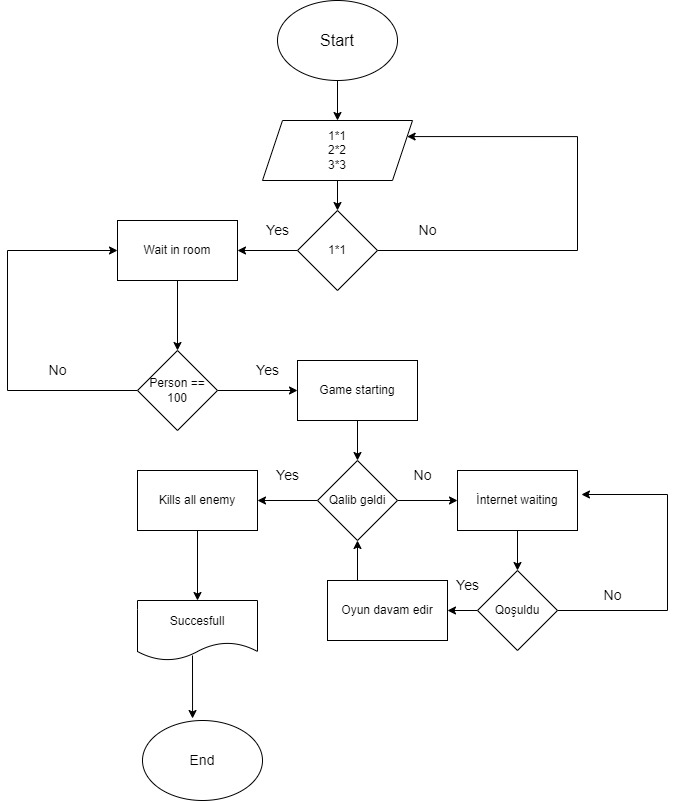 Start
1*1
2*2
3*3
Yes
No
Wait in room
1*1
No
Person ==
100
Yes
Game starting
Yes
No
Kills all enemy
Qalib gəldi
İnternet waiting
Yes
No
Succesfull
Oyun davam edir
Qoşuldu
End